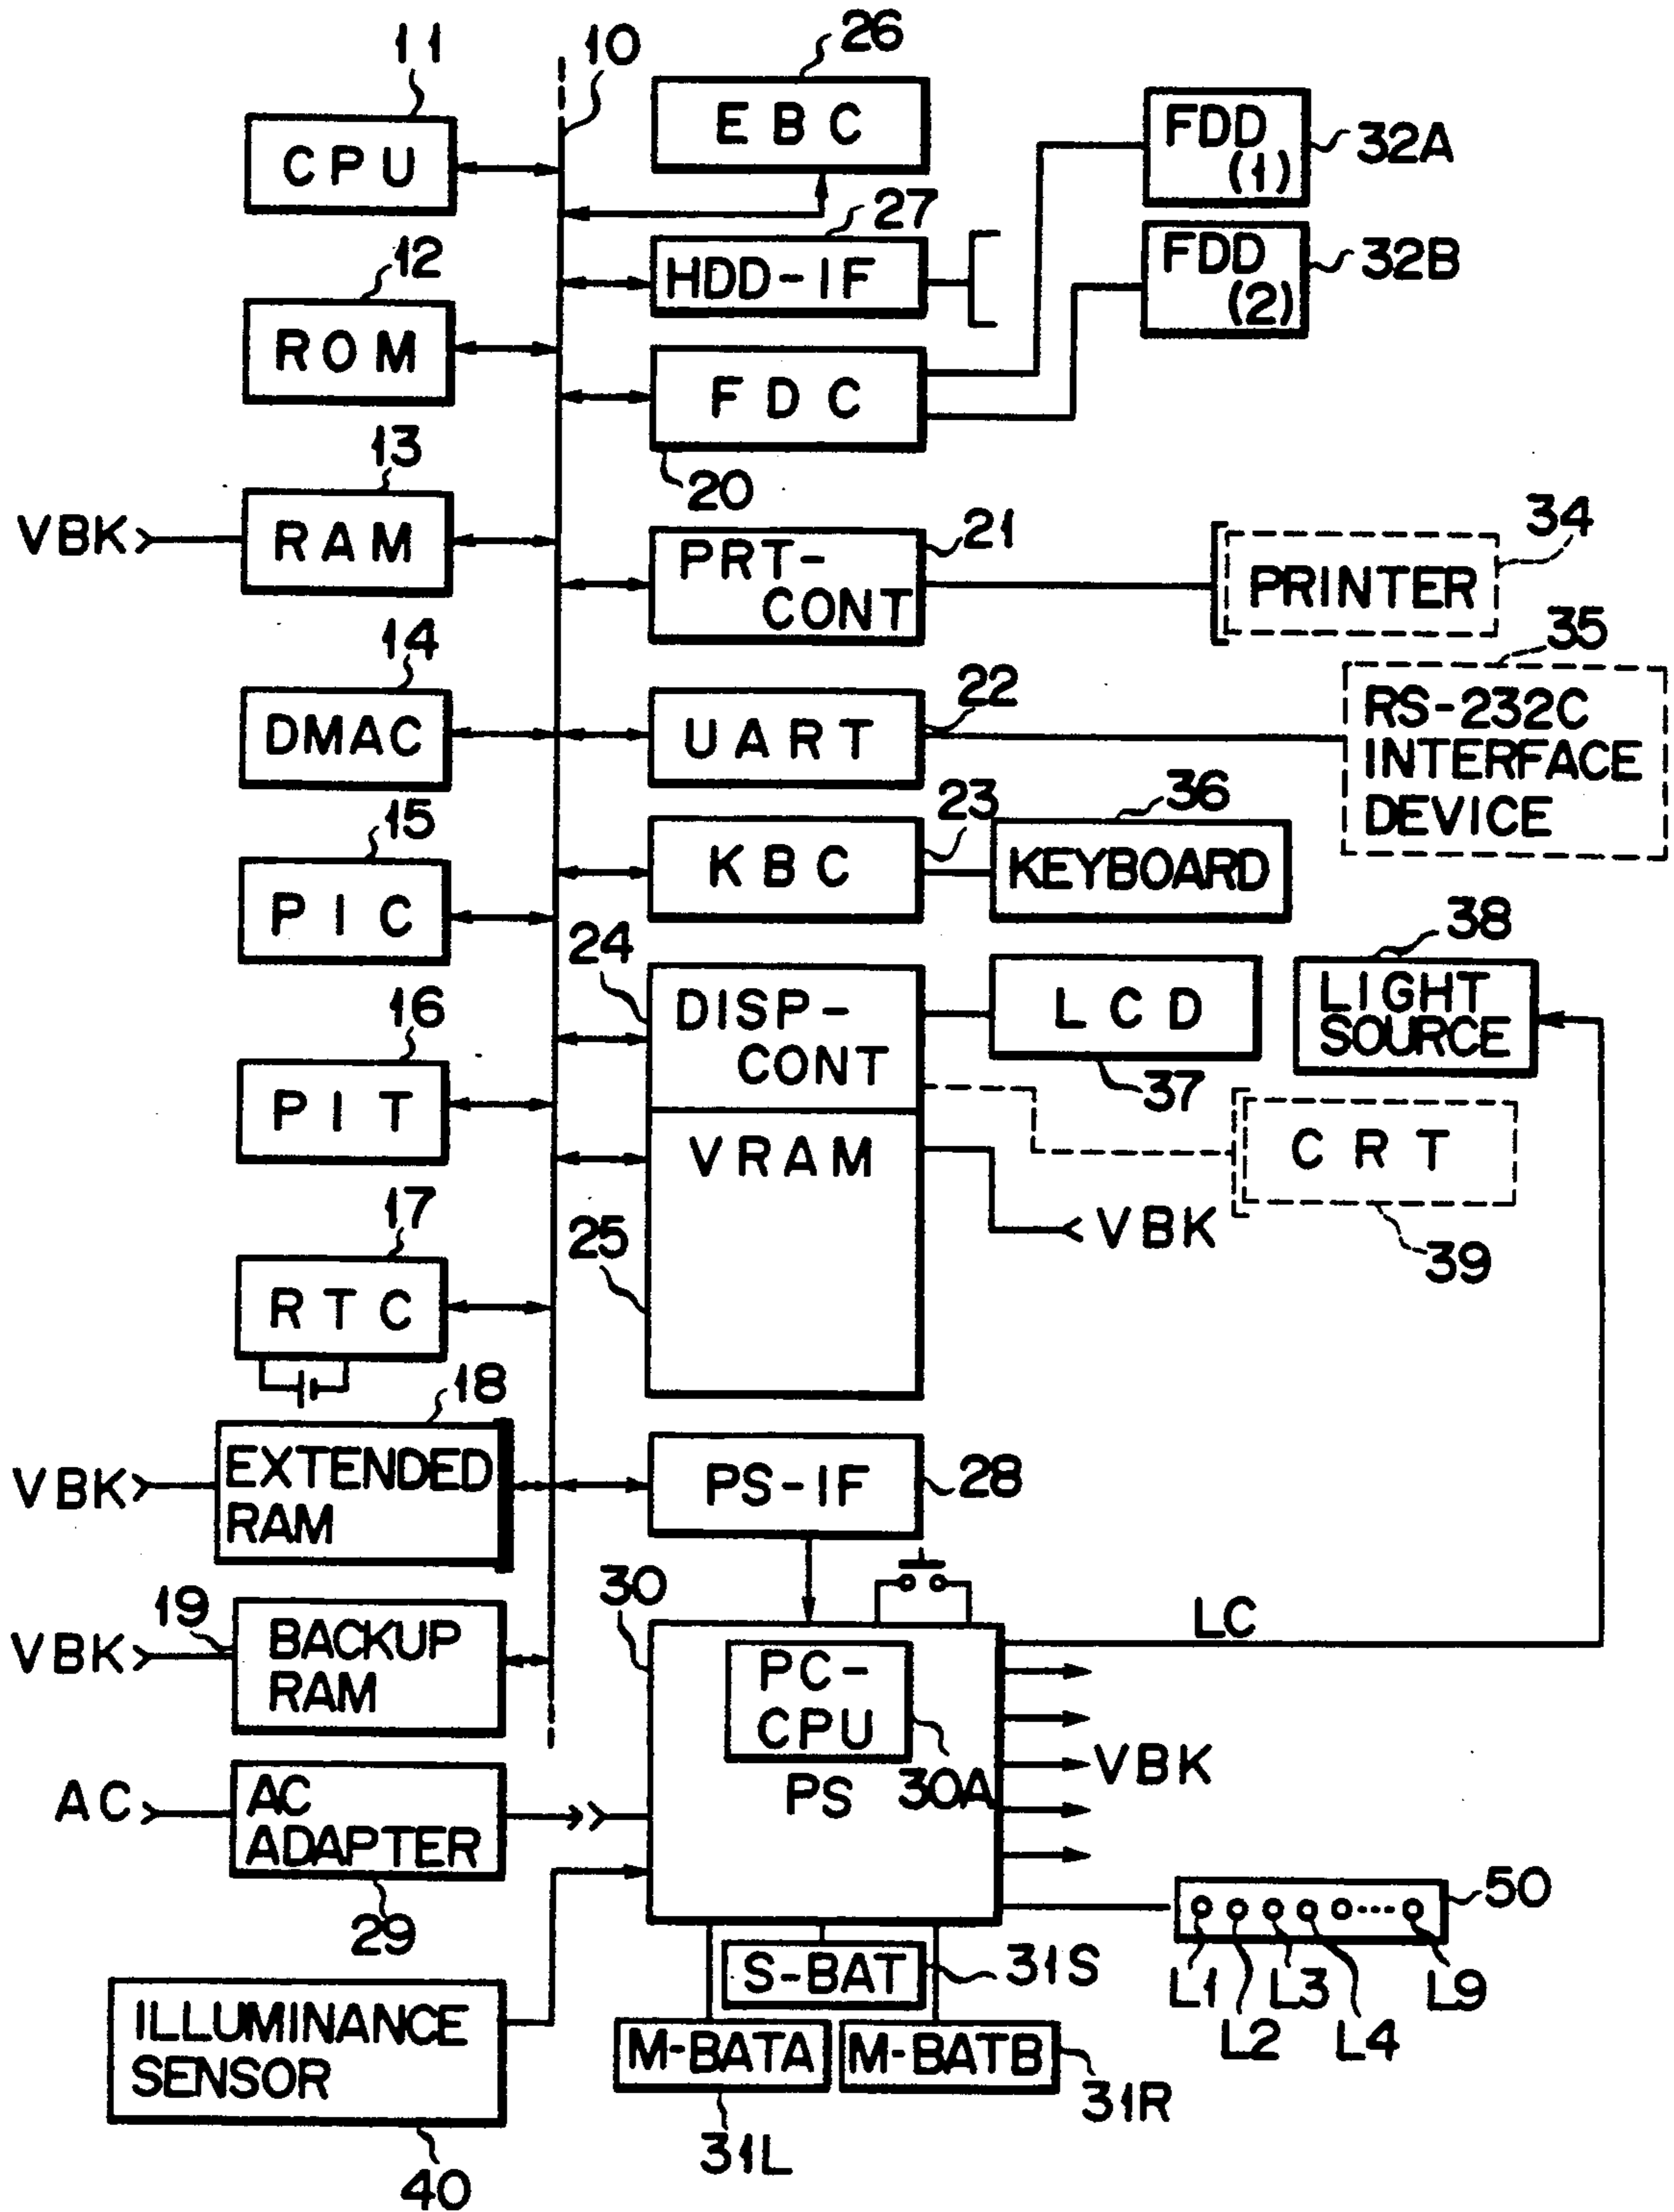 11
10
26
CPU
EBC
FDD
(1)
32A
27
12
HDD-IF
FDD
(2)
32B
ROM
FDC
20
13
VBK
RAM
21
PRT-
CONT
34
PRINTER
14
35
DMAC
22
UART
RS-232C
INTERFACE
DEVICE
15
23
36
PIC
KBC
KEYBOARD
24
38
16
DISP-
CONT
LCD
37
LIGHT
SOURCE
PIT
VRAM
CRT
39
17
25
VBK
RTC
18
VBK
EXTENDED
RAM
PS-IF
28
19
30
VBK
BACKUP
RAM
LC
PC-
CPU
30A
PS
VBK
AC
AC
ADAPTER
29
50
L1
L2
L3
L4
L9
S-BAT
31S
ILLUMINANCE
SENSOR
40
M-BATA
31L
M-BATB
31R